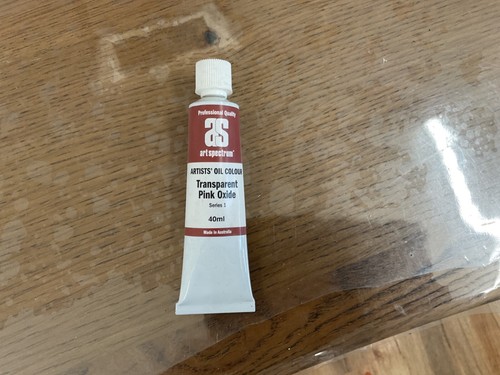 Professional Quality
as
art spectrum
ARTISTS' OIL COLOUR
Transparent
Pink Oxide
Series 1
40ml
Made in Australia